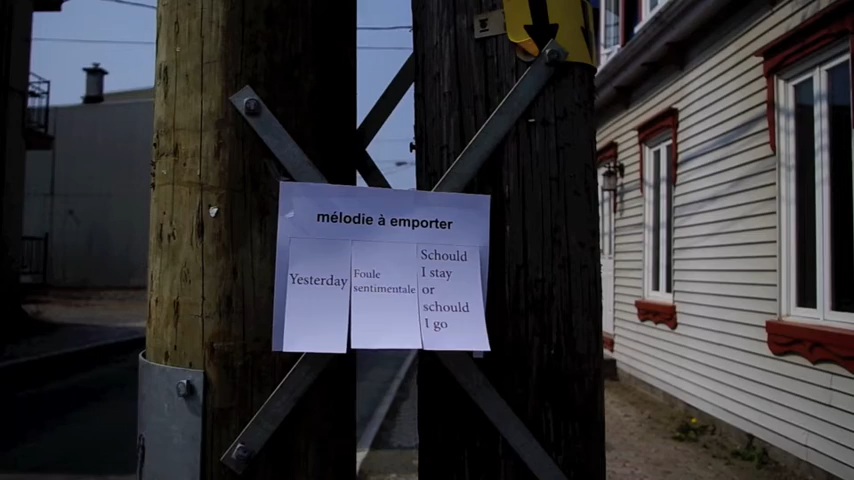 mélodie à emporter
Yesterday
Foule
sentimentale
Schould
I stay
or
schould
I go